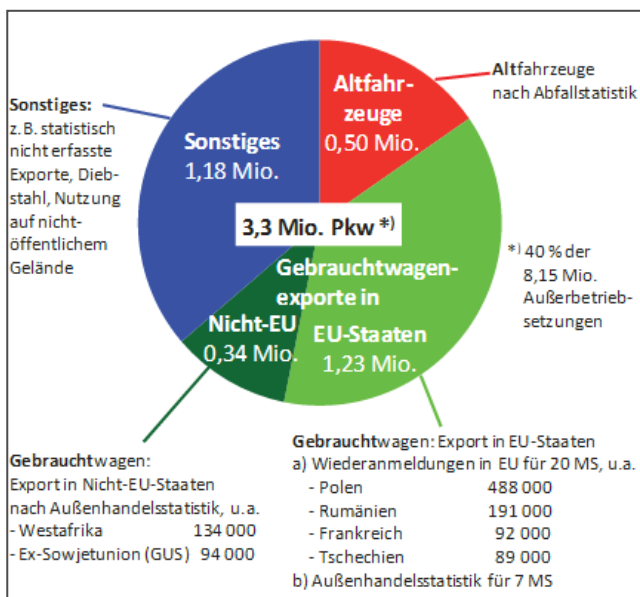 Altfahr-
zeuge
0,50 Mio.
Altfahrzeuge
nach Abfallstatistik
Sonstiges:
z. B. statistisch
nicht erfasste
Exporte, Dieb-
stahl, Nutzung
auf nicht-
öffentlichem
Gelände
Sonstiges
1,18 Mio.
3,3 Mio. Pkw *)
*) 40 % der
8,15 Mio.
Außerbetrieb-
setzungen
Gebrauchtwagen-
exporte in
Nicht-EU
0,34 Mio.
EU-Staaten
1,23 Mio.
Gebrauchtwagen:
Export in Nicht-EU-Staaten
nach Außenhandelsstatistik, u.a.
- Westafrika 134 000
- Ex-Sowjetunion (GUS) 94 000
Gebrauchtwagen: Export in EU-Staaten
a) Wiederanmeldungen in EU für 20 MS, u.a.
- Polen 488 000
- Rumänien 191 000
- Frankreich 92 000
- Tschechien 89 000
b) Außenhandelsstatistik für 7 MS